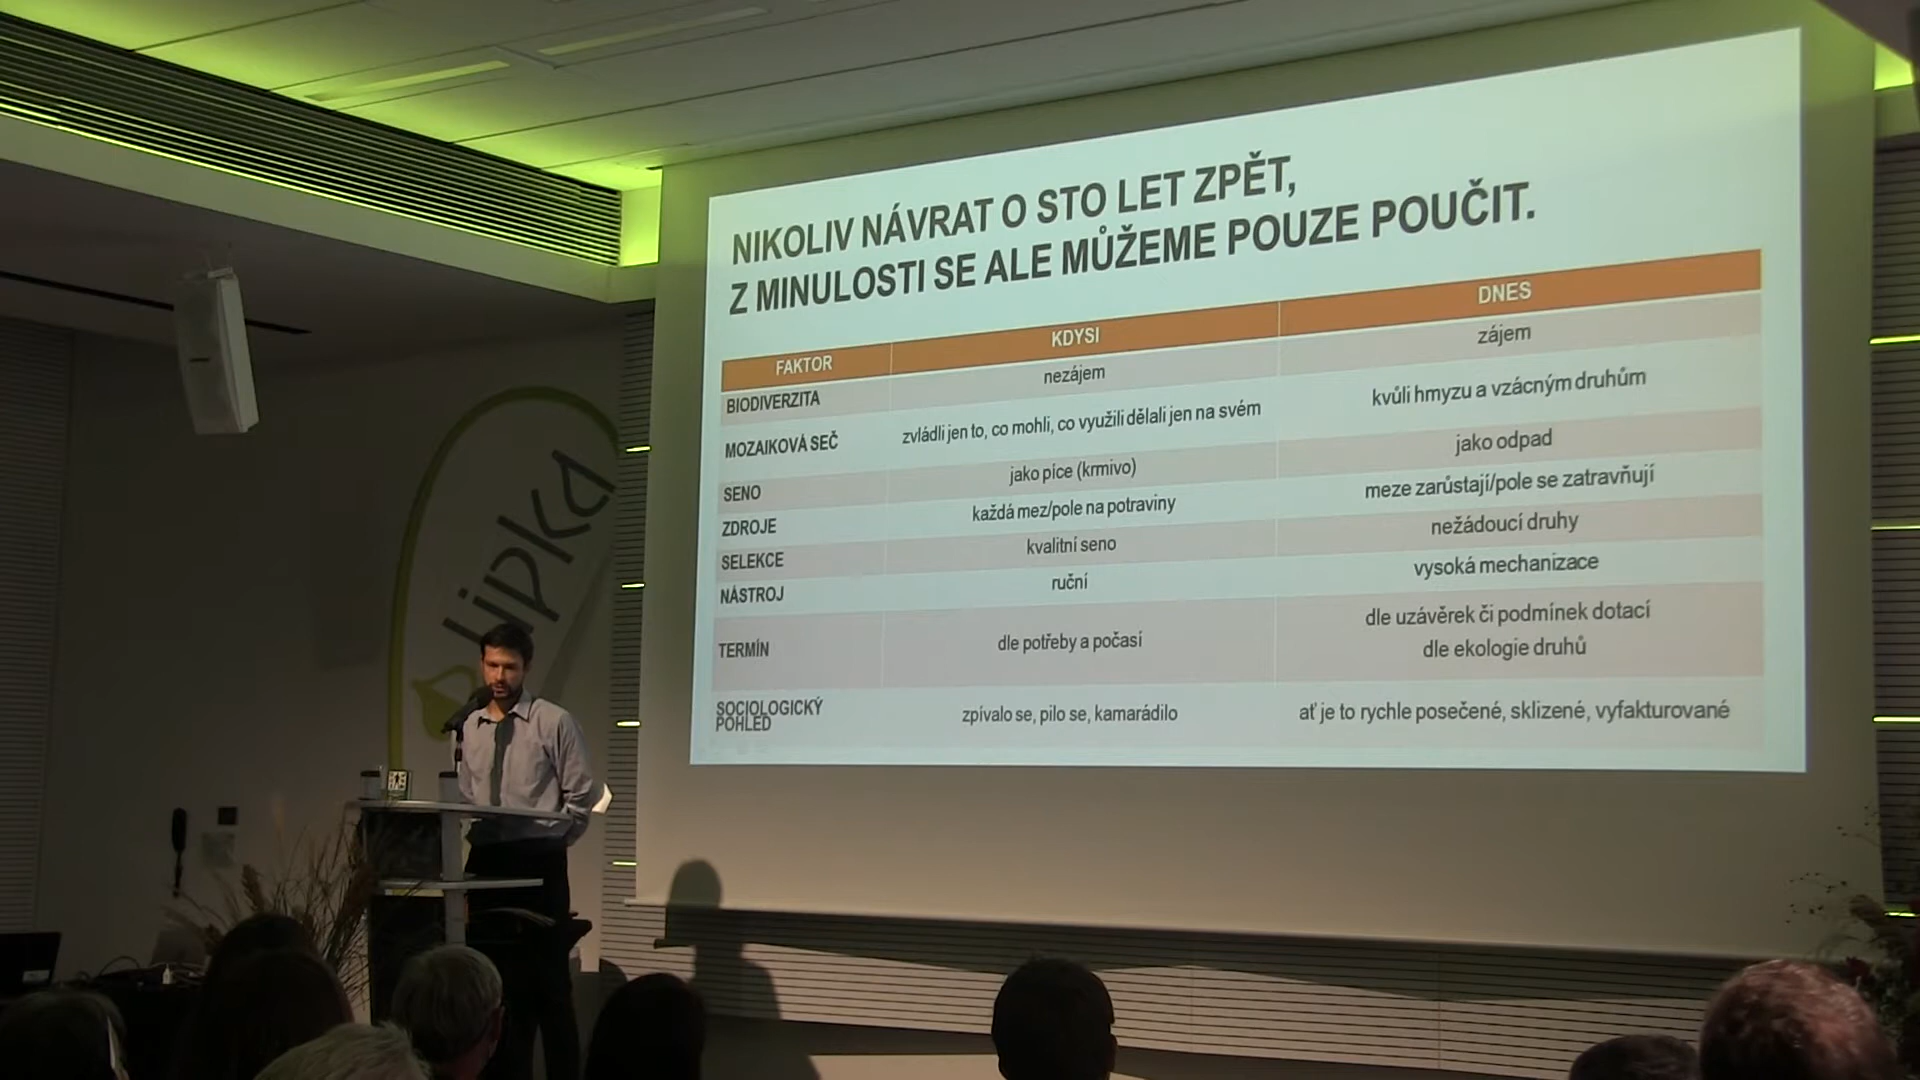 NIKOLIV NÁVRAT O STO LET ZPĚT,
Z MINULOSTI SE ALE MŮŽEME POUZE POUČIT.
FAKTOR KDYSI DNES
BIODIVERZITA nezájem zájem
MOZAIKOVÁ SEČ zvládli jen to, co mohli, co využili dělali jen na svém kvůli hmyzu a vzácným druhům
SENO jako píce (krmivo) jako odpad
ZDROJE každá mez/pole na potraviny meze zarůstají/pole se zatravňují
SELEKCE kvalitní seno nežádoucí druhy
NÁSTROJ ruční vysoká mechanizace
TERMÍN dle potřeby a počasí dle uzávěrek či podmínek dotací
dle ekologie druhů
SOCIOLOGICKÝ
POHLED zpívalo se, pilo se, kamarádilo ať je to rychle posečené, sklizené, vyfakturované
Lipka